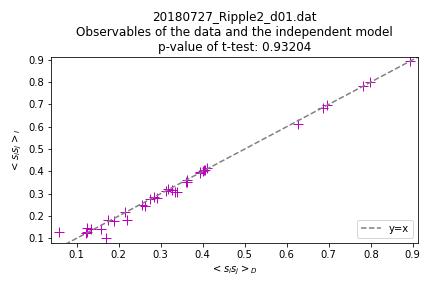 20180727_Ripple2_d01.dat
Observables of the data and the independent model
p-value of t-test: 0.93204
0.9
0.8
0.7
0.6
0.5
0.4
0.3
0.2
0.1
< sᵢsⱼ >ᵢ
0.1 0.2 0.3 0.4 0.5 0.6 0.7 0.8 0.9
< sᵢsⱼ >D
y=x